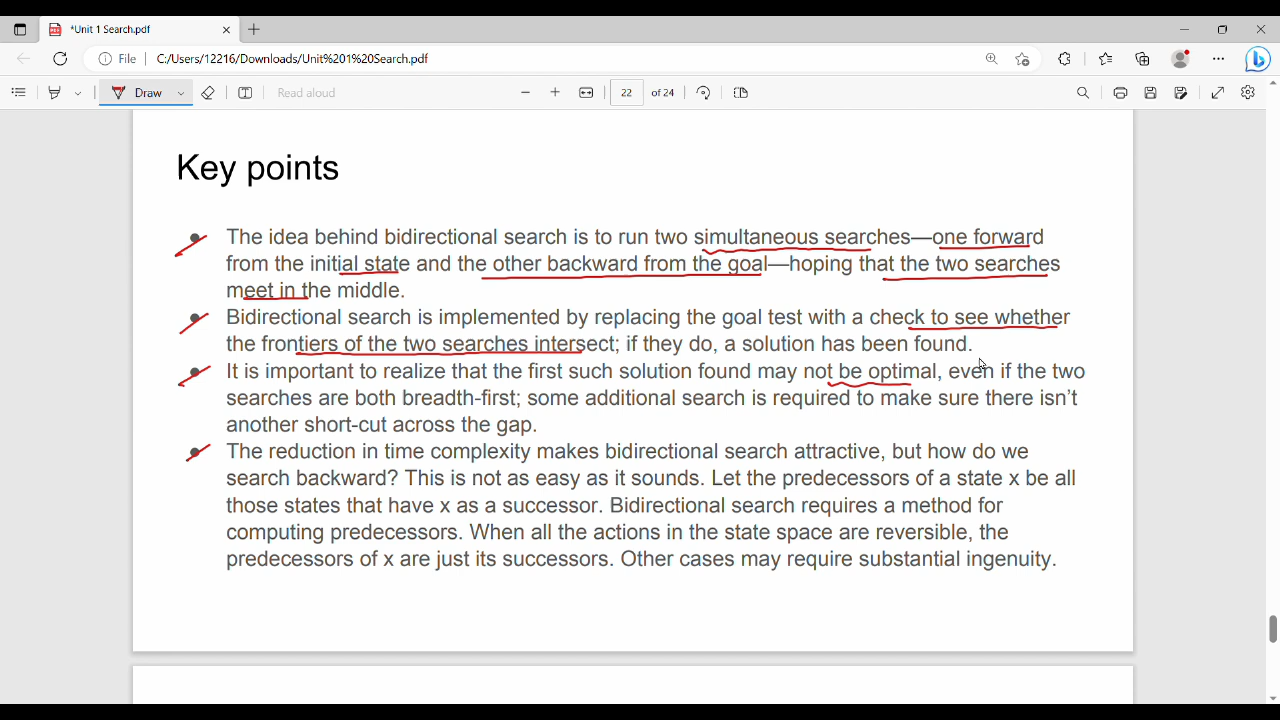 *Unit 1 Search.pdf
File C:/Users/12216/Downloads/Unit%201%20Search.pdf
Draw Read aloud 22 of 24
Key points
The idea behind bidirectional search is to run two simultaneous searches—one forward
from the initial state and the other backward from the goal—hoping that the two searches
meet in the middle.
Bidirectional search is implemented by replacing the goal test with a check to see whether
the frontiers of the two searches intersect; if they do, a solution has been found.
It is important to realize that the first such solution found may not be optimal, even if the two
searches are both breadth-first; some additional search is required to make sure there isn’t
another short-cut across the gap.
The reduction in time complexity makes bidirectional search attractive, but how do we
search backward? This is not as easy as it sounds. Let the predecessors of a state x be all
those states that have x as a successor. Bidirectional search requires a method for
computing predecessors. When all the actions in the state space are reversible, the
predecessors of x are just its successors. Other cases may require substantial ingenuity.